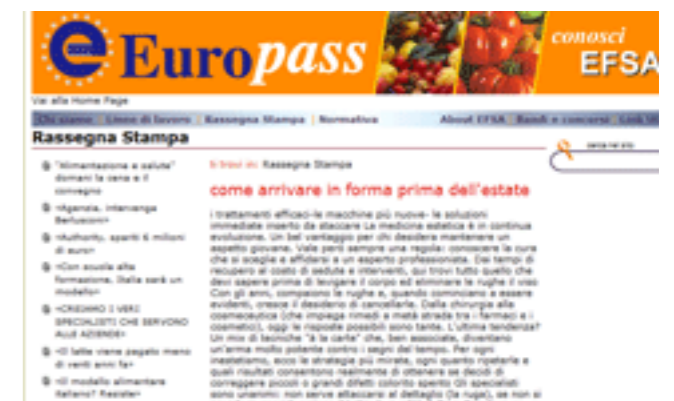 Europass
conosci
EFSA
Vai alla Home Page
Chi siamo | Linee di lavoro | Rassegna Stampa | Normativa
About EFSA | Bandi e concorsi | Link
Rassegna Stampa
cerca nel sito
"Alimentazione e salute"
domani la cena e il
convegno
«Agenzia, intervenga
Berlusconi»
«Authority, spariti 6 milioni
di euro»
«Con scuola alta
formazione, Italia sarà un
modello»
«CREIAMO I VERI
SPECIALISTI CHE SERVONO
ALLE AZIENDE»
«Il latte viene pagato meno
di venti anni fa»
«Il modello alimentare
italiano? Resiste»
ti trovi in: Rassegna Stampa
come arrivare in forma prima dell'estate
i trattamenti efficaci-le macchine più nuove- le soluzioni
immediate inserto da staccare La medicina estetica è in continua
evoluzione. Un bel vantaggio per chi desidera mantenere un
aspetto giovane. Vale però sempre una regola: conoscere la cura
che si sceglie e affidarsi a un esperto professionista. Dai tempi di
recupero al costo di sedute e interventi, qui trovi tutto quello che
devi sapere prima di levigare il corpo ed eliminare le rughe il viso
Con gli anni, compaiono le rughe e, quando cominciano a essere
evidenti, cresce il desiderio di cancellarle. Dalla chirurgia alla
cosmeceutica (che impiega rimedi a metà strada tra i farmaci e i
cosmetici), oggi le risposte possibili sono tante. L'ultima tendenza?
Un mix di tecniche "à la carte" che, ben associate, diventano
un'arma molto potente contro i segni del tempo. Per ogni
inestetismo, ecco le strategie più mirate, ogni quanto ripeterle e
quali risultati consentono realmente di ottenere se decidi di
correggere piccoli o grandi difetti colorito spento Gli specialisti
sono unanimi: non serve attaccarsi al dettaglio (la ruga), se non si